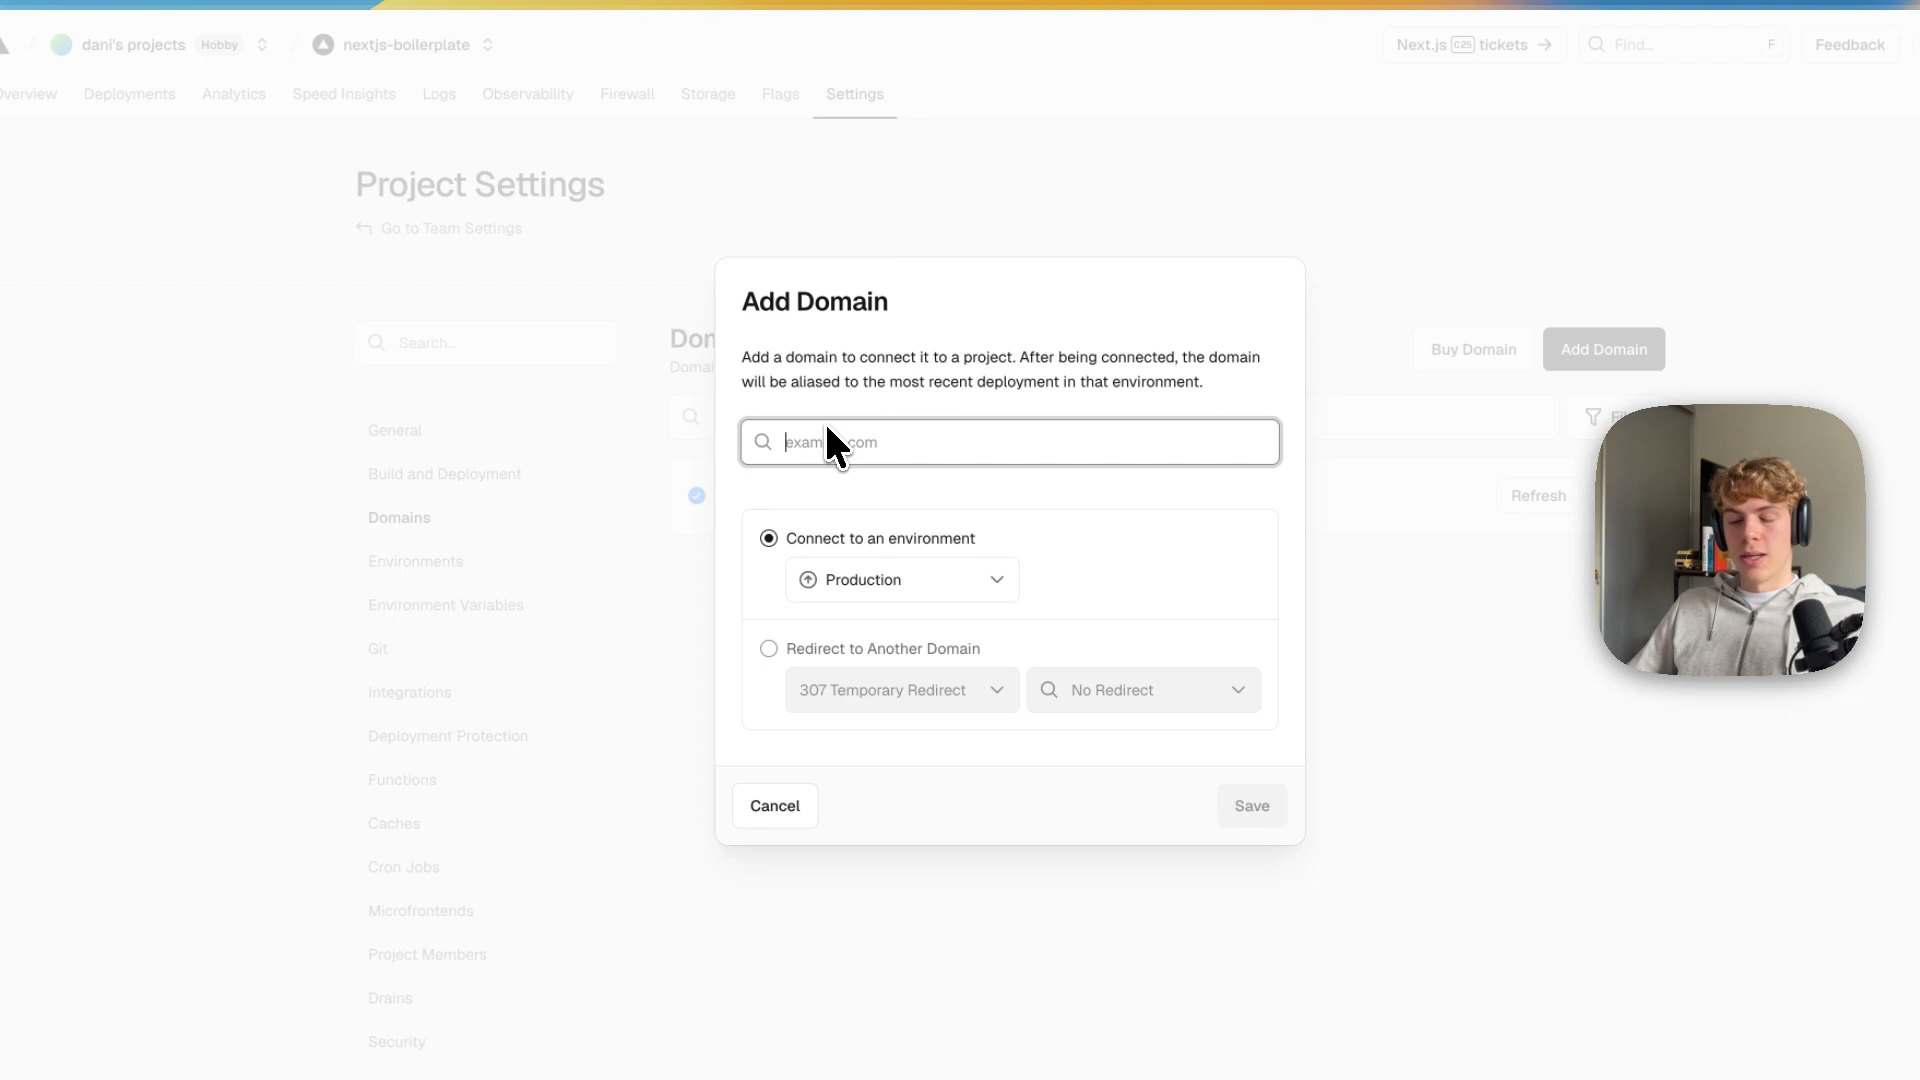 dani's projects Hobby
nextjs-boilerplate
Next.js C25 tickets
Find...
F
Feedback
Overview
Deployments
Analytics
Speed Insights
Logs
Observability
Firewall
Storage
Flags
Settings
Project Settings
Go to Team Settings
Search...
General
Build and Deployment
Domains
Environments
Environment Variables
Git
Integrations
Deployment Protection
Functions
Caches
Cron Jobs
Microfrontends
Project Members
Drains
Security
Buy Domain
Add Domain
Refresh
Add Domain
Add a domain to connect it to a project. After being connected, the domain
will be aliased to the most recent deployment in that environment.
Connect to an environment
Production
Redirect to Another Domain
307 Temporary Redirect
No Redirect
Cancel
Save